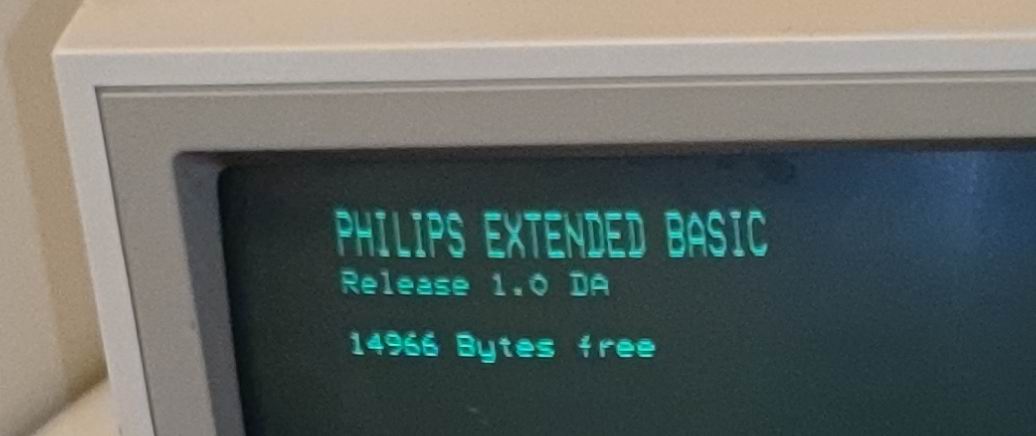 PHILIPS EXTENDED BASIC
Release 1.0 DA
14966 Bytes free